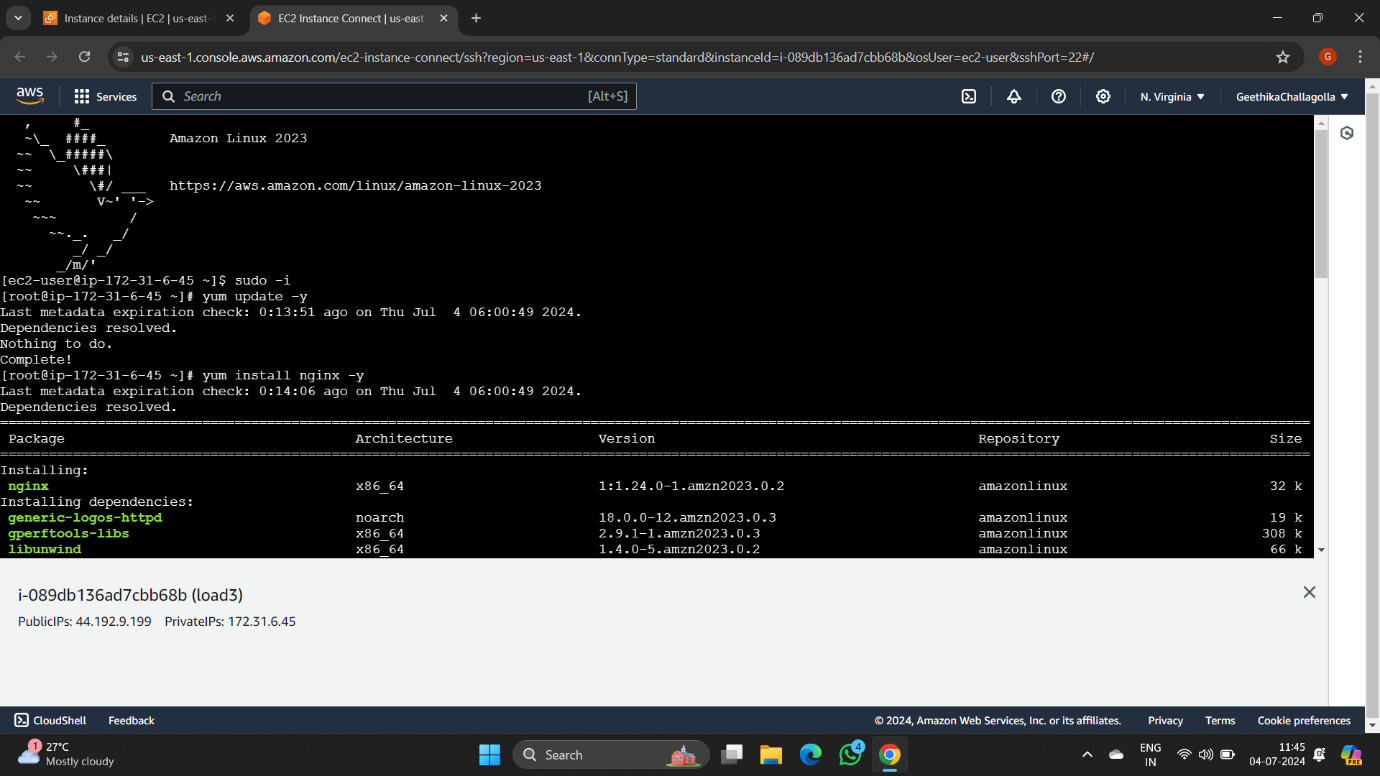 Instance details | EC2 | us-east-
EC2 Instance Connect | us-east-
us-east-1.console.aws.amazon.com/ec2-instance-connect/ssh?region=us-east-1&connType=standard&instanceId=i-089db136ad7cbb68b&osUser=ec2-user&sshPort=22#/
G
aws
Services
Search
[Alt+S]
N. Virginia
GeethikaChallagolla
   ,     #_
   ~\_  ####_        Amazon Linux 2023
  ~~  \_#####\
  ~~     \###|
  ~~       \#/ ___   https://aws.amazon.com/linux/amazon-linux-2023
   ~~       V~' '->
    ~~~         /
      ~~._.   _/
         _/ _/
       _/m/'
[ec2-user@ip-172-31-6-45 ~]$ sudo -i
[root@ip-172-31-6-45 ~]# yum update -y
Last metadata expiration check: 0:13:51 ago on Thu Jul  4 06:00:49 2024.
Dependencies resolved.
Nothing to do.
Complete!
[root@ip-172-31-6-45 ~]# yum install nginx -y
Last metadata expiration check: 0:14:06 ago on Thu Jul  4 06:00:49 2024.
Dependencies resolved.
Package Architecture Version Repository Size
Installing:
nginx x86_64 1:1.24.0-1.amzn2023.0.2 amazonlinux 32 k
Installing dependencies:
generic-logos-httpd noarch 18.0.0-12.amzn2023.0.3 amazonlinux 19 k
gperftools-libs x86_64 2.9.1-1.amzn2023.0.3 amazonlinux 308 k
libunwind x86_64 1.4.0-5.amzn2023.0.2 amazonlinux 66 k
i-089db136ad7cbb68b (load3)
PublicIPs: 44.192.9.199 PrivateIPs: 172.31.6.45
CloudShell
Feedback
© 2024, Amazon Web Services, Inc. or its affiliates.
Privacy
Terms
Cookie preferences
1
27°C
Mostly cloudy
Search
4
ENG
IN
11:45
04-07-2024
PRE